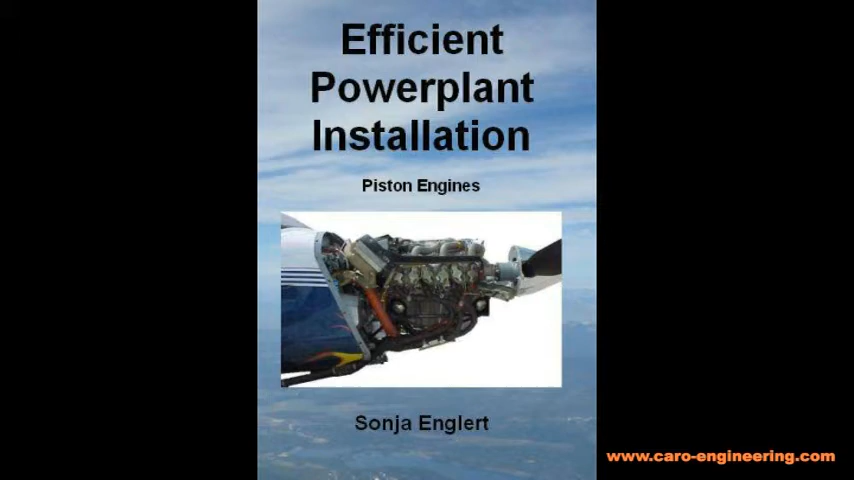 Efficient
Powerplant
Installation
Piston Engines
Sonja Englert
www.caro-engineering.com